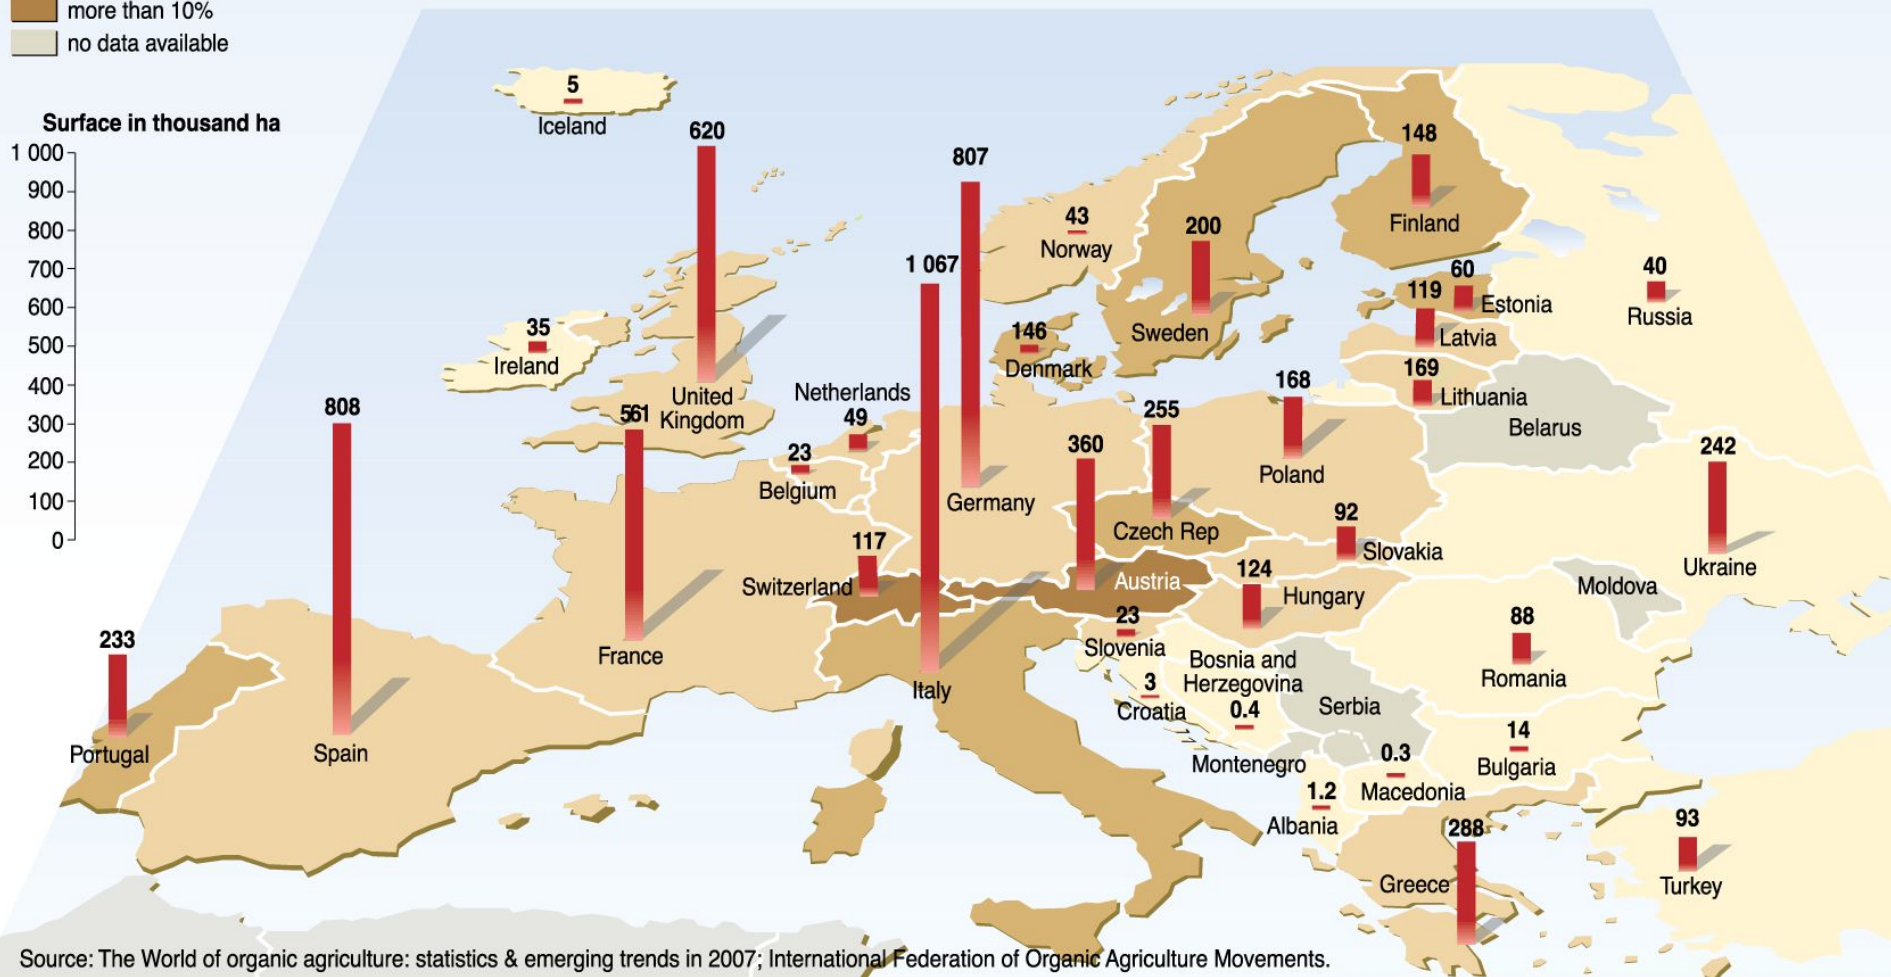 more than 10%
no data available
Surface in thousand ha
1 000
900
800
700
600
500
400
300
200
100
0
5
Iceland
620
United
Kingdom
807
Germany
1 067
Italy
43
Norway
200
Sweden
148
Finland
60
Estonia
119
Latvia
169
Lithuania
40
Russia
35
Ireland
146
Denmark
Netherlands
49
23
Belgium
808
Spain
561
France
360
Austria
255
Czech Rep
168
Poland
Belarus
242
Ukraine
92
Slovakia
117
Switzerland
124
Hungary
Moldova
23
Slovenia
88
Romania
233
Portugal
Bosnia and
Herzegovina
0.4
3
Croatia
Serbia
Montenegro
0.3
Macedonia
14
Bulgaria
1.2
Albania
288
Greece
93
Turkey
Source: The World of organic agriculture: statistics & emerging trends in 2007; International Federation of Organic Agriculture Movements.